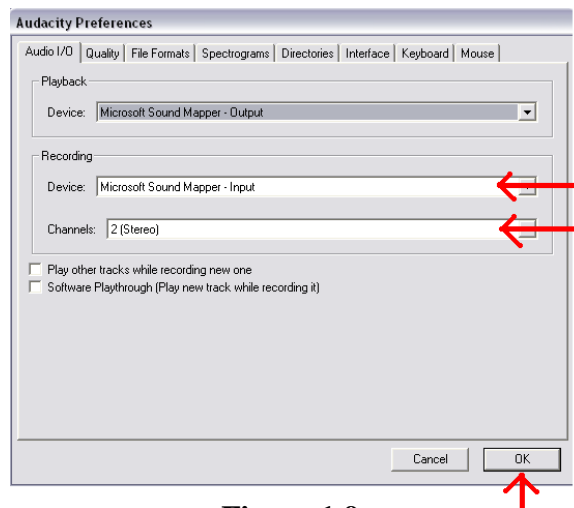 Audacity Preferences
Audio I/O Quality File Formats Spectrograms Directories Interface Keyboard Mouse
Playback
Device: Microsoft Sound Mapper - Output
Recording
Device: Microsoft Sound Mapper - Input
Channels: 2 (Stereo)
Play other tracks while recording new one
Software Playthrough (Play new track while recording it)
Cancel OK